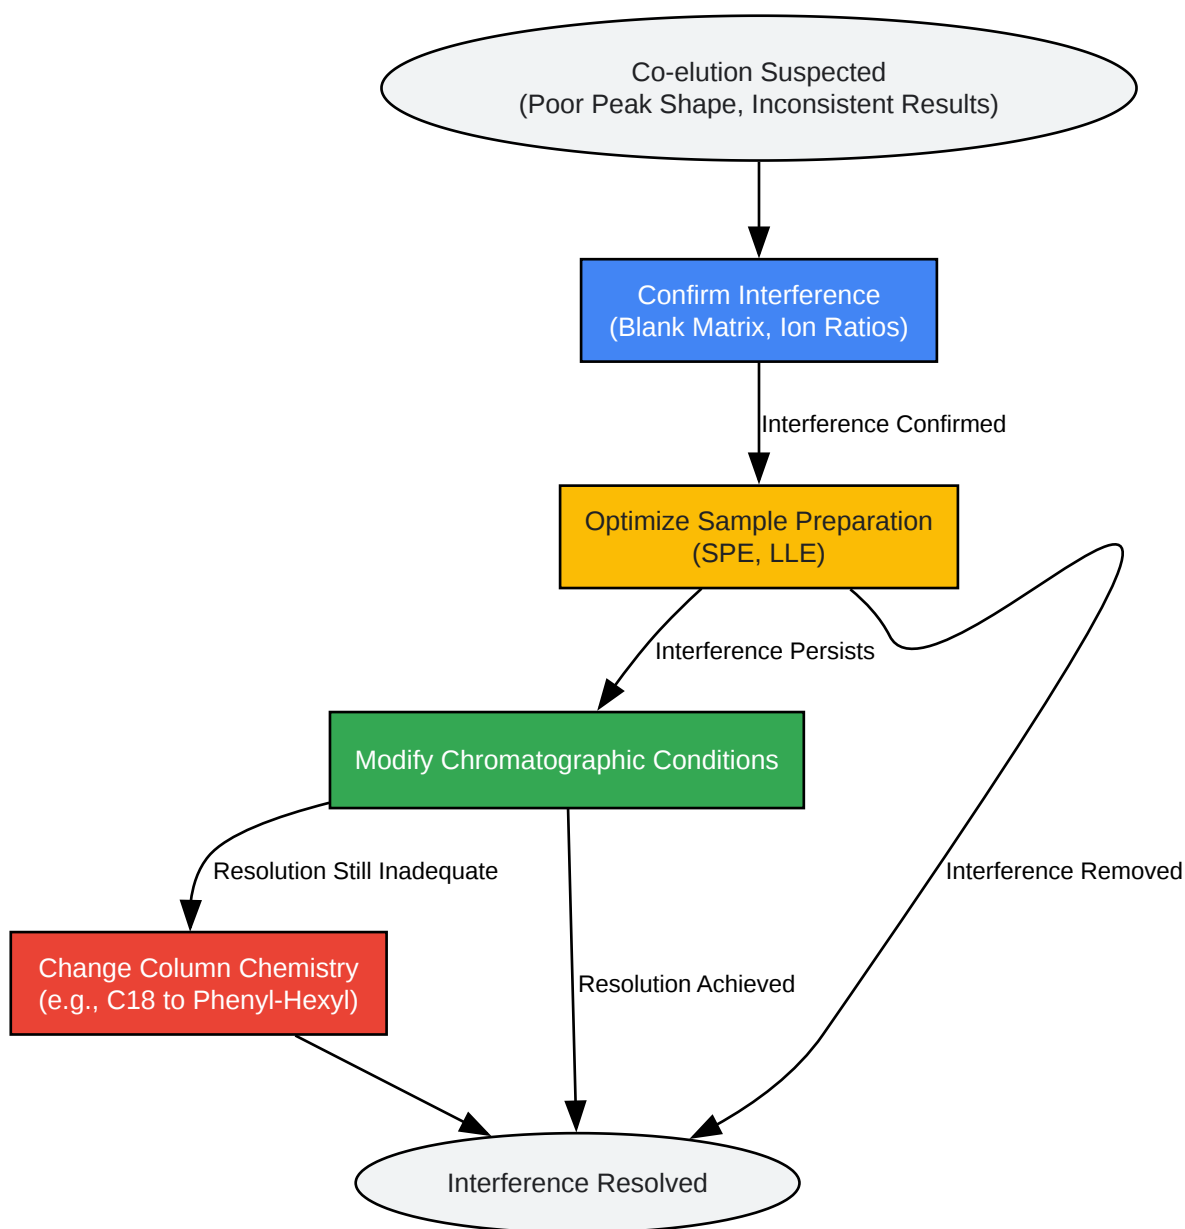 Co-elution Suspected
(Poor Peak Shape, Inconsistent Results)
Confirm Interference
(Blank Matrix, Ion Ratios)
Interference Confirmed
Optimize Sample Preparation
(SPE, LLE)
Interference Persists
Modify Chromatographic Conditions
Resolution Still Inadequate
Interference Removed
Change Column Chemistry
(e.g., C18 to Phenyl-Hexyl)
Resolution Achieved
Interference Resolved